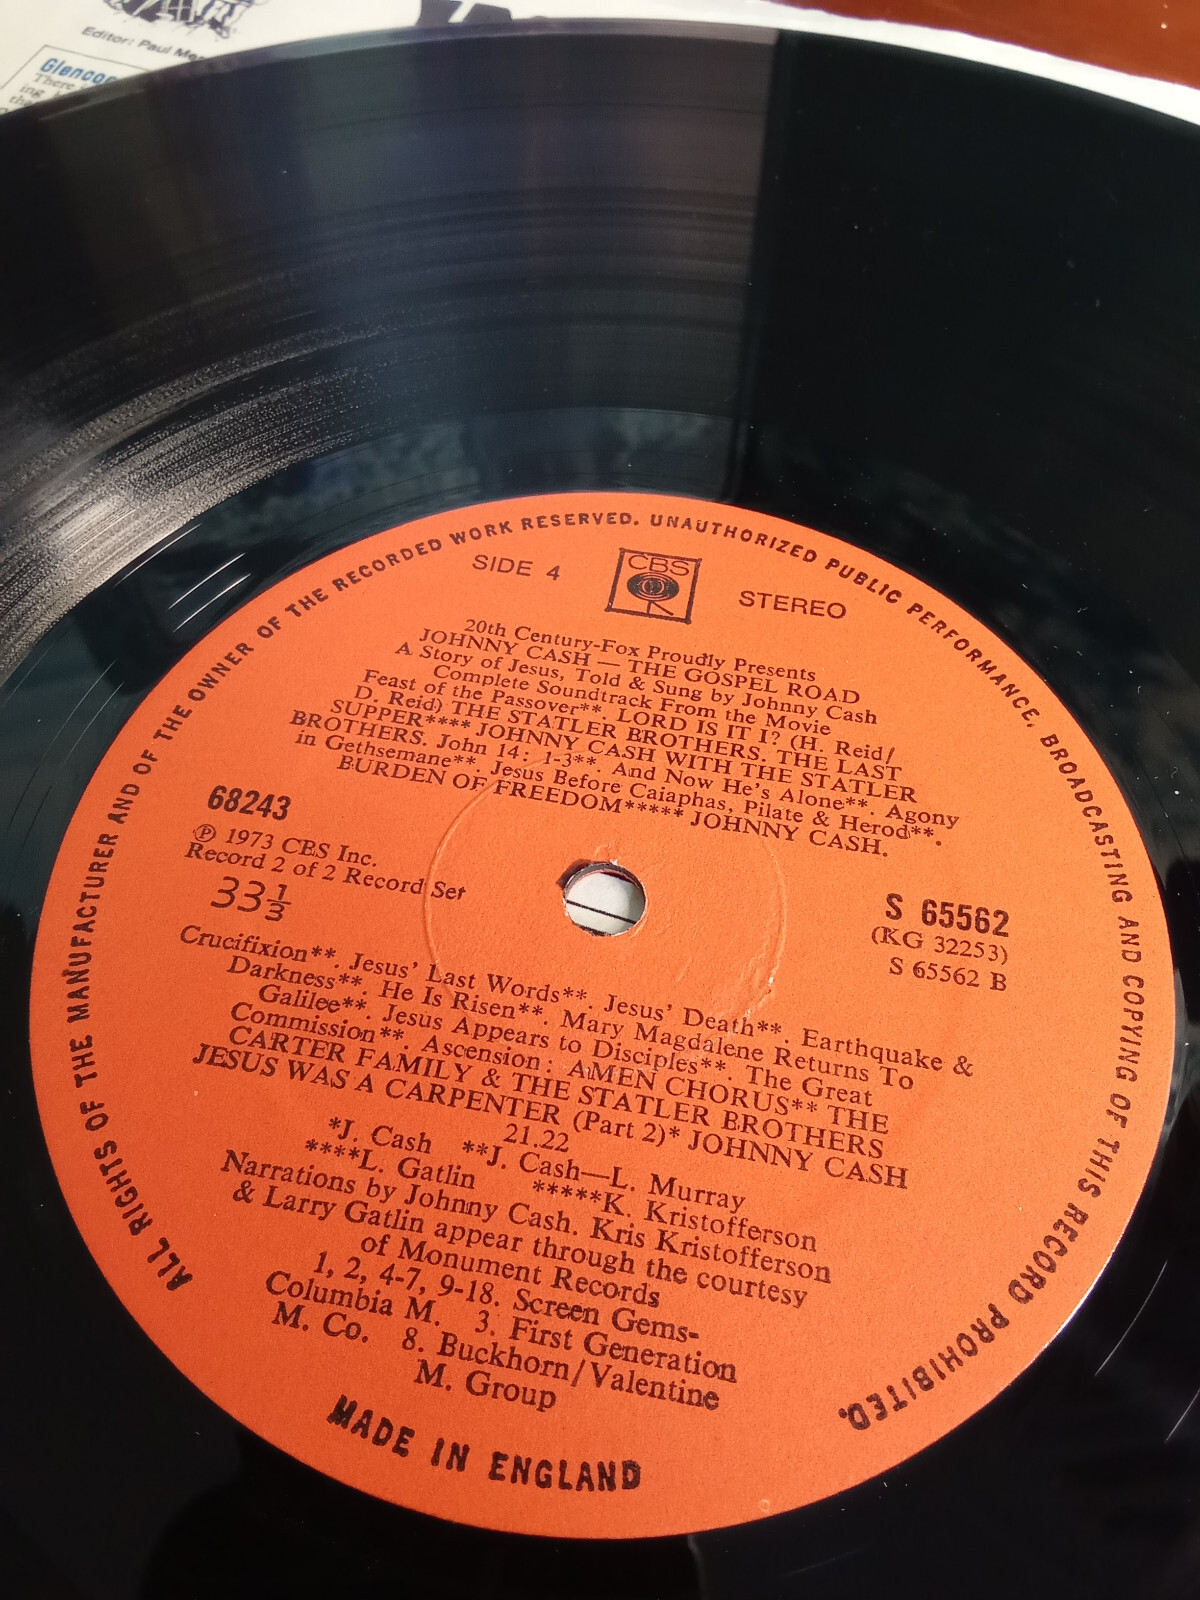 Editor: Paul
Glencoe
There
ing
ALL RIGHTS OF THE MANUFACTURER AND OF THE OWNER OF THE RECORDED WORK RESERVED. UNAUTHORIZED PUBLIC PERFORMANCE, BROADCASTING AND COPYING OF THIS RECORD PROHIBITED.
SIDE 4
CBS
STEREO
20th Century-Fox Proudly Presents
JOHNNY CASH — THE GOSPEL ROAD
A Story of Jesus, Told & Sung by Johnny Cash
Complete Soundtrack From the Movie
Feast of the Passover**. LORD IS IT I? (H. Reid/
D. Reid) THE STATLER BROTHERS. THE LAST
SUPPER**** JOHNNY CASH WITH THE STATLER
BROTHERS. John 14: 1-3**. And Now He's Alone**. Agony
in Gethsemane**. Jesus Before Caiaphas, Pilate & Herod**.
BURDEN OF FREEDOM***** JOHNNY CASH.
68243
℗ 1973 CBS Inc.
Record 2 of 2 Record Set
33⅓
S 65562
(KG 32253)
S 65562 B
Crucifixion**. Jesus' Last Words**. Jesus' Death**. Earthquake &
Darkness**. He Is Risen**. Mary Magdalene Returns To
Galilee**. Jesus Appears to Disciples**. The Great
Commission**. Ascension: AMEN CHORUS** THE
CARTER FAMILY & THE STATLER BROTHERS
JESUS WAS A CARPENTER (Part 2)* JOHNNY CASH
21.22
*J. Cash **J. Cash—L. Murray
****L. Gatlin *****K. Kristofferson
Narrations by Johnny Cash. Kris Kristofferson
& Larry Gatlin appear through the courtesy
of Monument Records
1, 2, 4-7, 9-18. Screen Gems-
Columbia M. 3. First Generation
M. Co. 8. Buckhorn/Valentine
M. Group
MADE IN ENGLAND